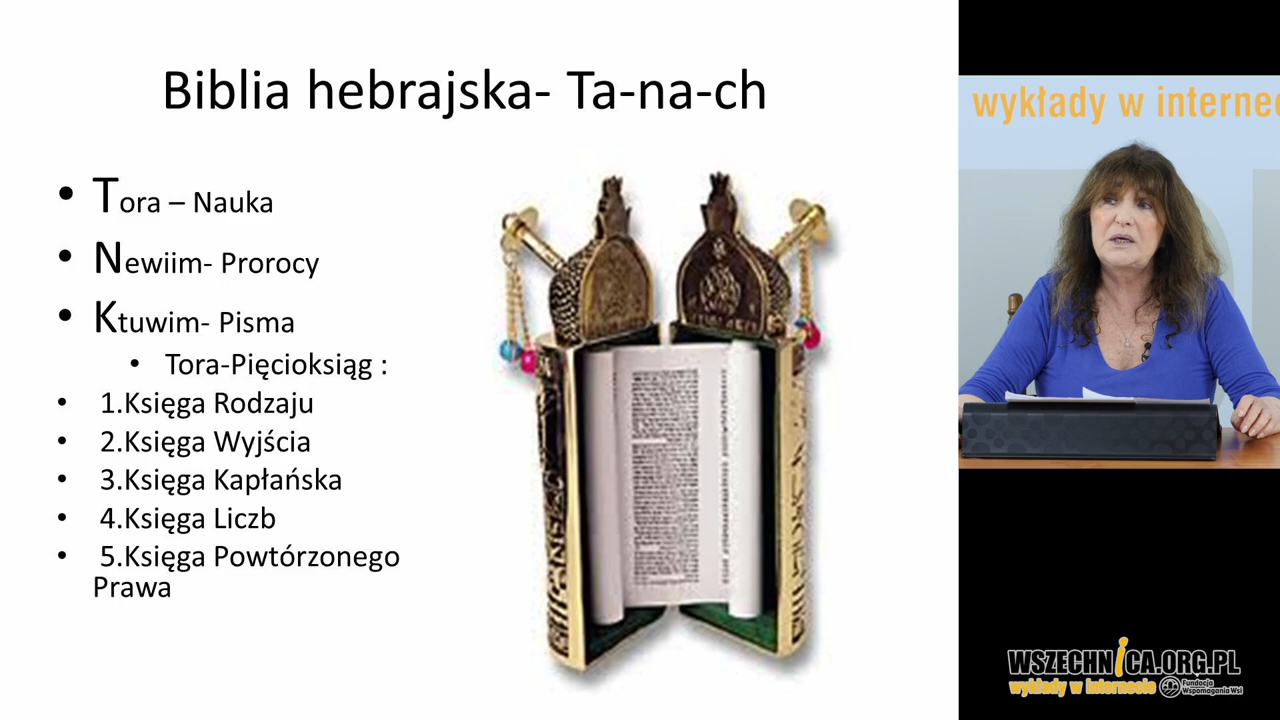 Biblia hebrajska- Ta-na-ch
• Tora – Nauka
• Newiim- Prorocy
• Ktuwim- Pisma
• Tora-Pięcioksiąg :
• 1.Księga Rodzaju
• 2.Księga Wyjścia
• 3.Księga Kapłańska
• 4.Księga Liczb
• 5.Księga Powtórzonego
Prawa
wykłady w internec
WSZECHNICA.ORG.PL
wykłady w internecie
Fundacja
Wspomagania Wsi